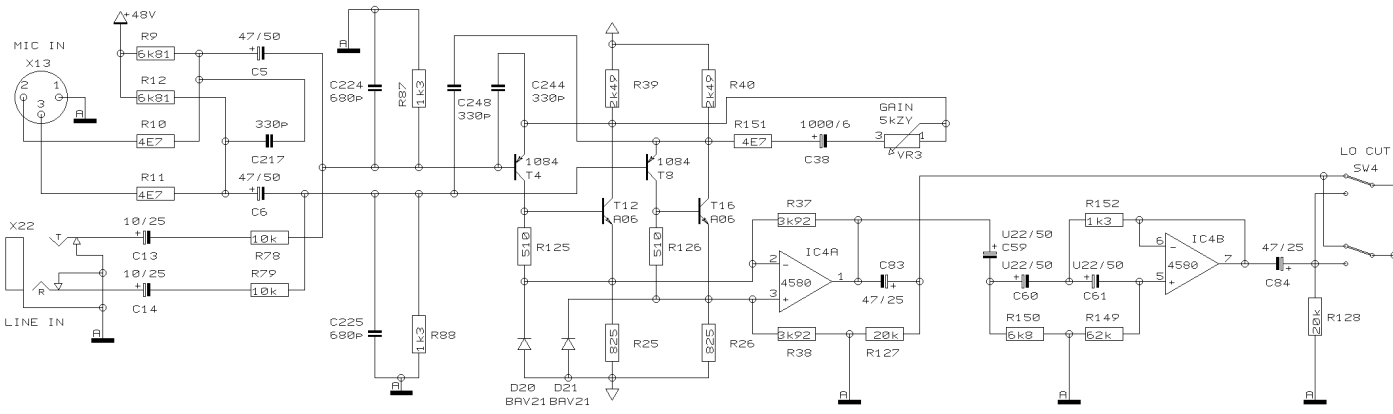 +48V
MIC IN
X13
2
1
3
A
R9
6k81
47/50
+
C5
R12
6k81
R10
4E7
330p
C217
R11
4E7
47/50
+
C6
X22
T
R
LINE IN
A
10/25
+
C13
10k
R78
10/25
+
C14
R79
10k
A
C224
680p
R87
1k3
C248
330p
C244
330p
C225
680p
1k3
R88
A
1084
T4
1084
T8
2k49
R39
2k49
R40
R151
4E7
1000/6
+
C38
GAIN
5kZY
3
1
VR3
T12
A06
T16
A06
510
R125
510
R126
D20
BAV21
D21
BAV21
825
R25
825
R26
R37
3k92
IC4A
2
-
3
+
4580
1
3k92
R38
C83
+
47/25
20k
R127
A
U22/50
+
C59
U22/50
+
C60
U22/50
+
C61
R150
6k8
R149
62k
A
R152
1k3
IC4B
6
-
5
+
4580
7
47/25
+
C84
20k
R128
A
LO CUT
SW4